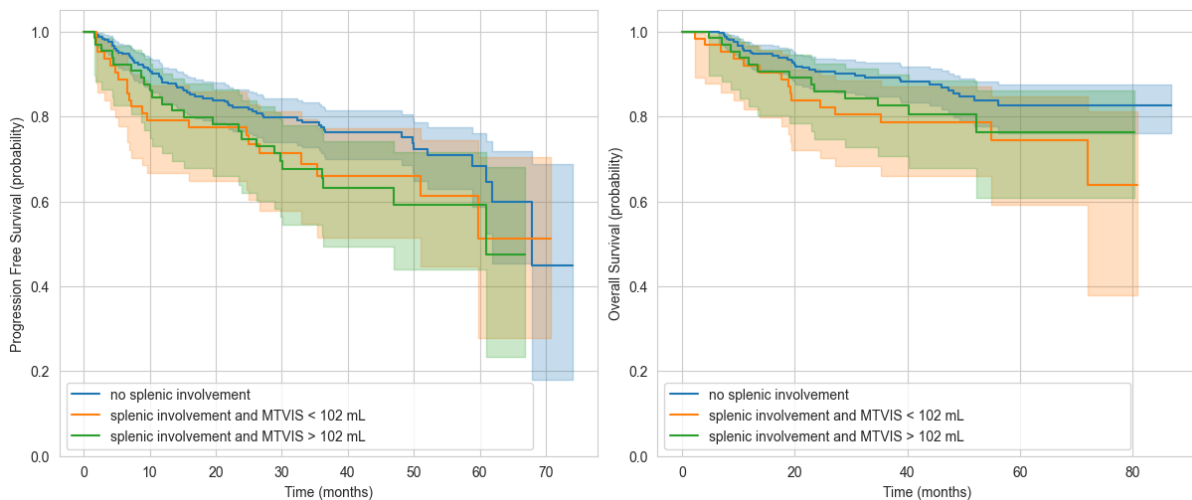 1.0
0.8
0.6
0.4
0.2
0.0
Progression Free Survival (probability)
no splenic involvement
splenic involvement and MTVIS < 102 mL
splenic involvement and MTVIS > 102 mL
0 10 20 30 40 50 60 70
Time (months)
1.0
0.8
0.6
0.4
0.2
0.0
Overall Survival (probability)
no splenic involvement
splenic involvement and MTVIS < 102 mL
splenic involvement and MTVIS > 102 mL
0 20 40 60 80
Time (months)